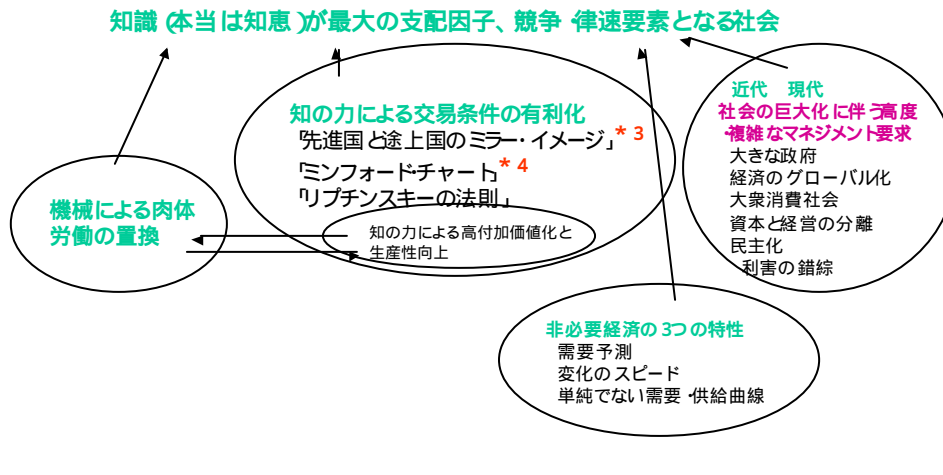 知識(本当は知恵)が最大の支配因子、競争・律速要素となる社会
近代　現代
社会の巨大化に伴う高度
・複雑なマネジメント要求
大きな政府
経済のグローバル化
大衆消費社会
資本と経営の分離
民主化
利害の錯綜
知の力による交易条件の有利化
「先進国と途上国のミラー・イメージ」*3
「ミンフォード・チャート」*4
「リプチンスキーの法則」
知の力による高付加価値化と
生産性向上
機械による肉体
労働の置換
非必要経済の3つの特性
需要予測
変化のスピード
単純でない需要・供給曲線